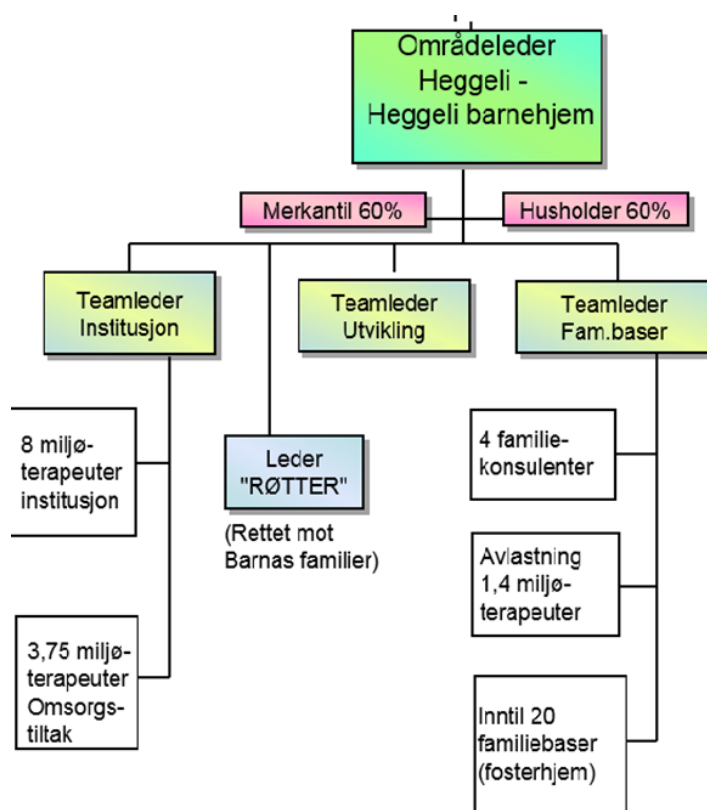 Områdeleder
Heggeli -
Heggeli barnehjem
Merkantil 60%
Husholder 60%
Teamleder
Institusjon
Teamleder
Utvikling
Teamleder
Fam.baser
8 miljø-
terapeuter
institusjon
Leder
"RØTTER"
(Rettet mot
Barnas familier)
4 familie-
konsulenter
Avlastning
1,4 miljø-
terapeuter
3,75 miljø-
terapeuter
Omsorgs-
tiltak
Inntil 20
familiebaser
(fosterhjem)